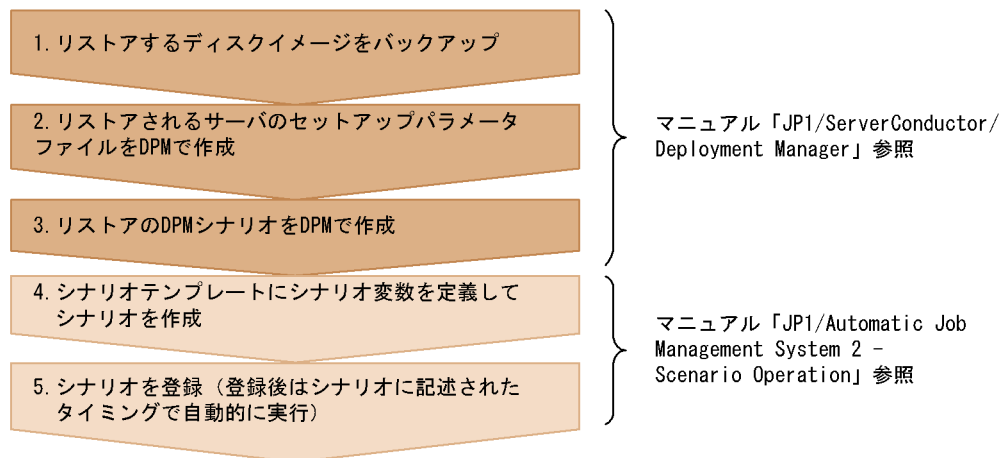 1. リストアするディスクイメージをバックアップ
2. リストアされるサーバのセットアップパラメータ
ファイルをDPMで作成
3. リストアのDPMシナリオをDPMで作成
マニュアル「JP1/ServerConductor/
Deployment Manager」参照
4. シナリオテンプレートにシナリオ変数を定義して
シナリオを作成
5. シナリオを登録（登録後はシナリオに記述された
タイミングで自動的に実行）
マニュアル「JP1/Automatic Job
Management System 2 -
Scenario Operation」参照